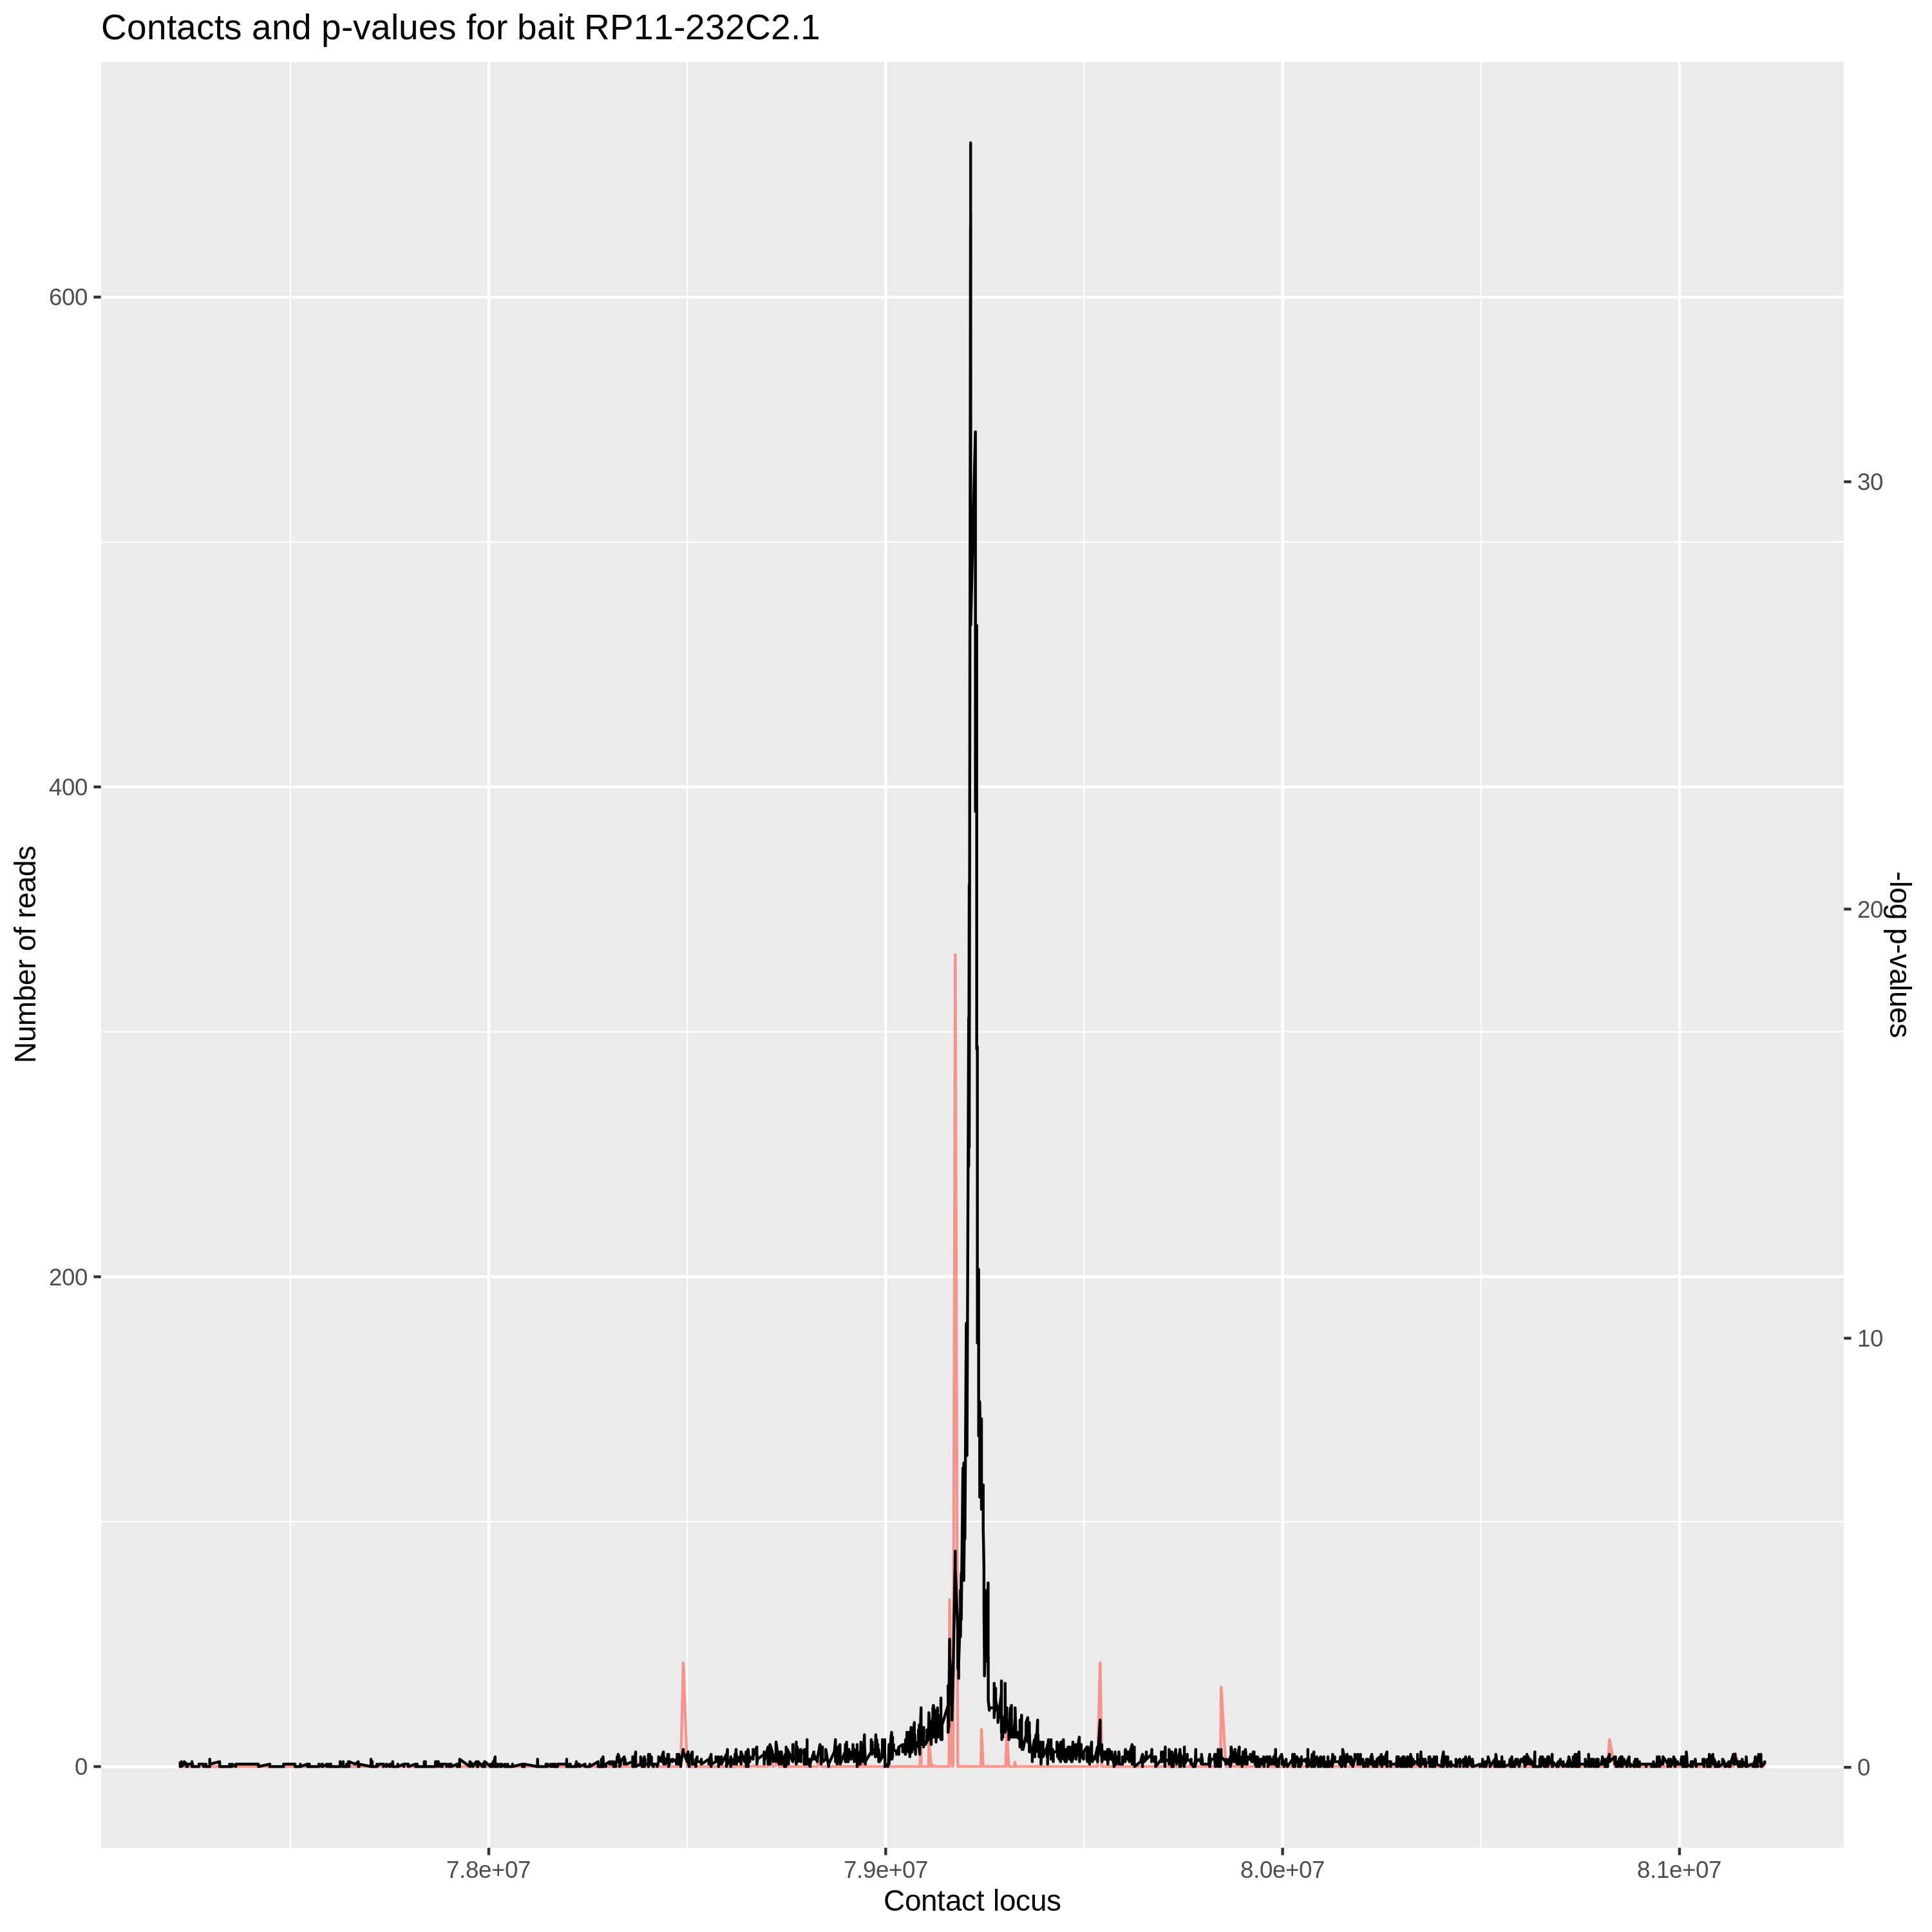 Contacts and p-values for bait RP11-232C2.1
600
400
200
0
Number of reads
30
20
10
0
-log p-values
7.8e+07 7.9e+07 8.0e+07 8.1e+07
Contact locus